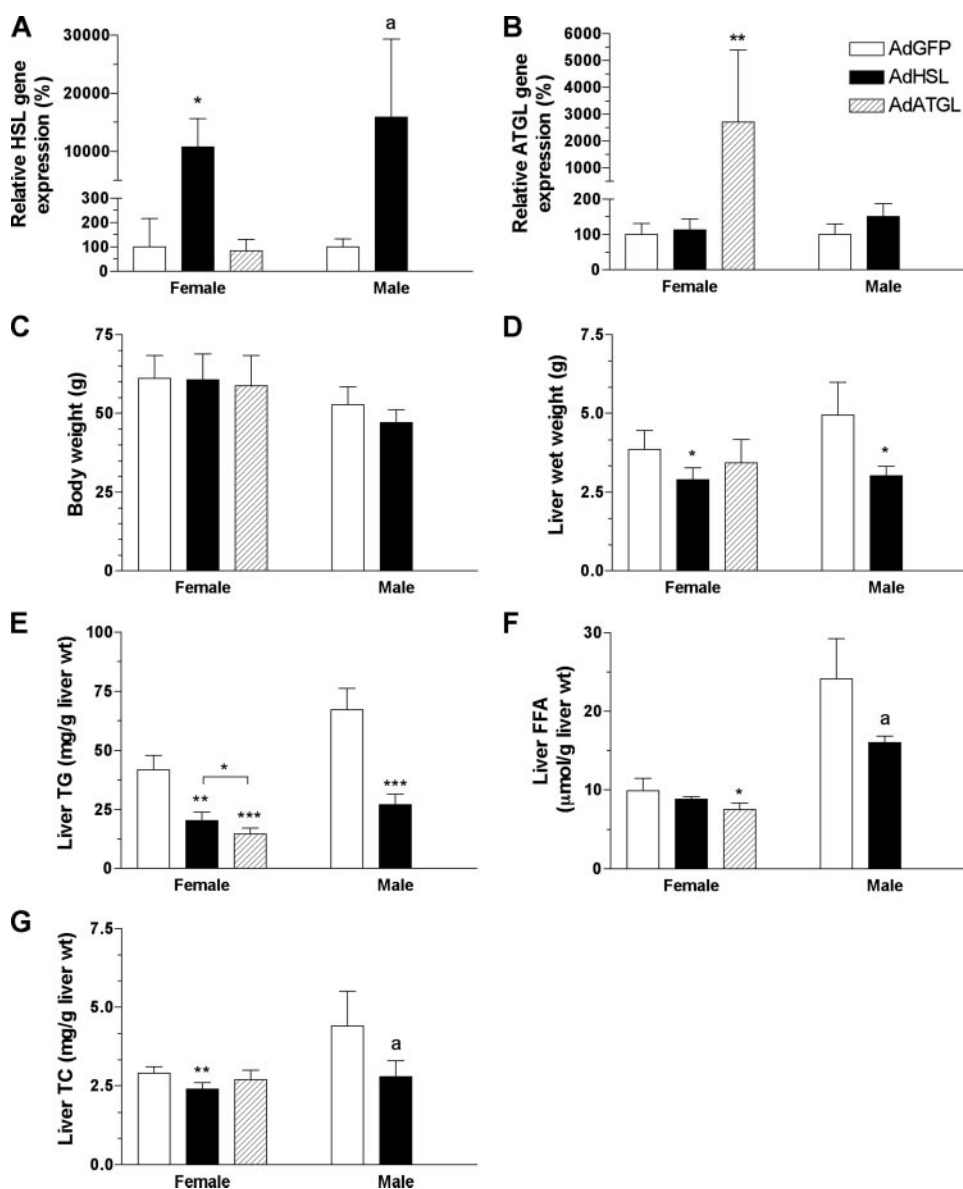 A
Relative HSL gene
expression (%)
30000
20000
10000
300
200
100
0
*
a
Female
Male
B
Relative ATGL gene
expression (%)
6000
5000
4000
3000
2000
1000
200
100
0
**
Female
Male
AdGFP
AdHSL
AdATGL
C
Body weight (g)
75
50
25
0
Female
Male
D
Liver wet weight (g)
7.5
5.0
2.5
0.0
*
*
Female
Male
E
Liver TG (mg/g liver wt)
100
75
50
25
0
*
**
***
***
Female
Male
F
Liver FFA
(μmol/g liver wt)
30
20
10
0
*
a
Female
Male
G
Liver TC (mg/g liver wt)
7.5
5.0
2.5
0.0
**
a
Female
Male